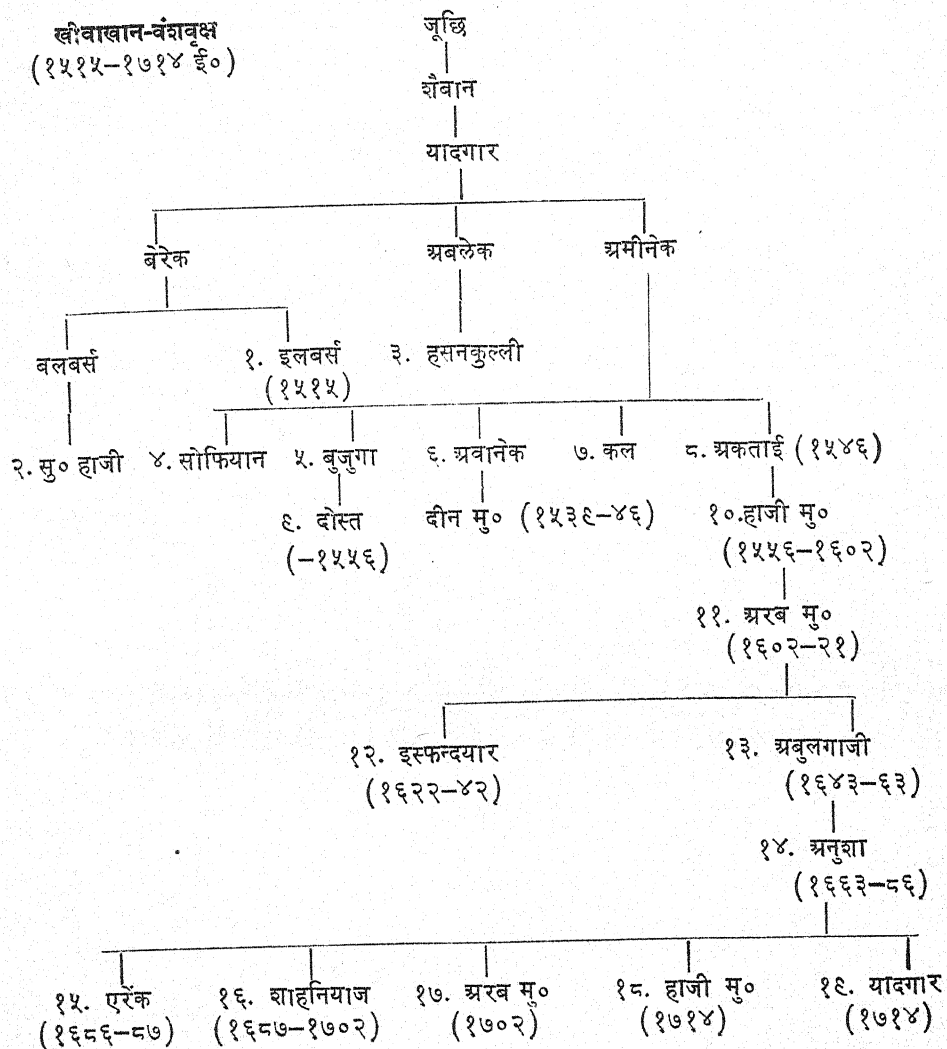 खीवाखान-वंशवृक्ष
(१५१५–१७१४ ई०)
जूछि
शैबान
यादगार
बेरेक
अबलेक
अमीनेक
बलबर्स
१. इलबर्स
(१५१५)
३. हसनकुल्ली
२. सु० हाजी
४. सोफियान
५. बुजुगा
६. अवानेक
७. कल
८. अकताई (१५४६)
९. दोस्त
(–१५५६)
दीन मु० (१५३९–४६)
१०.हाजी मु०
(१५५६–१६०२)
११. अरब मु०
(१६०२–२१)
१२. इस्फन्दयार
(१६२२–४२)
१३. अबुलगाजी
(१६४३–६३)
१४. अनुशा
(१६६३–८६)
१५. एरेंक
(१६८६–८७)
१६. शाहनियाज
(१६८७–१७०२)
१७. अरब मु०
(१७०२)
१८. हाजी मु०
(१७१४)
१९. यादगार
(१७१४)